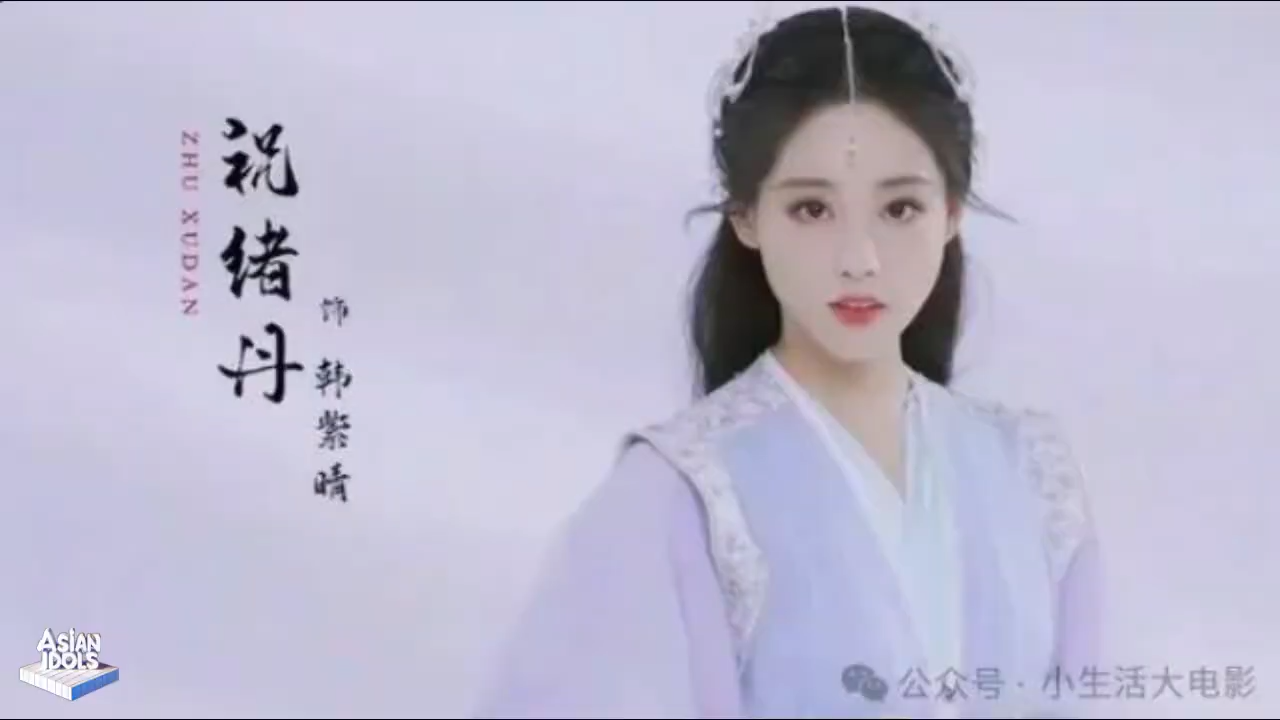 祝绪丹
ZHU XUDAN
饰 韩紫晴
ASiAN
IDOLS
公众号 · 小生活大电影